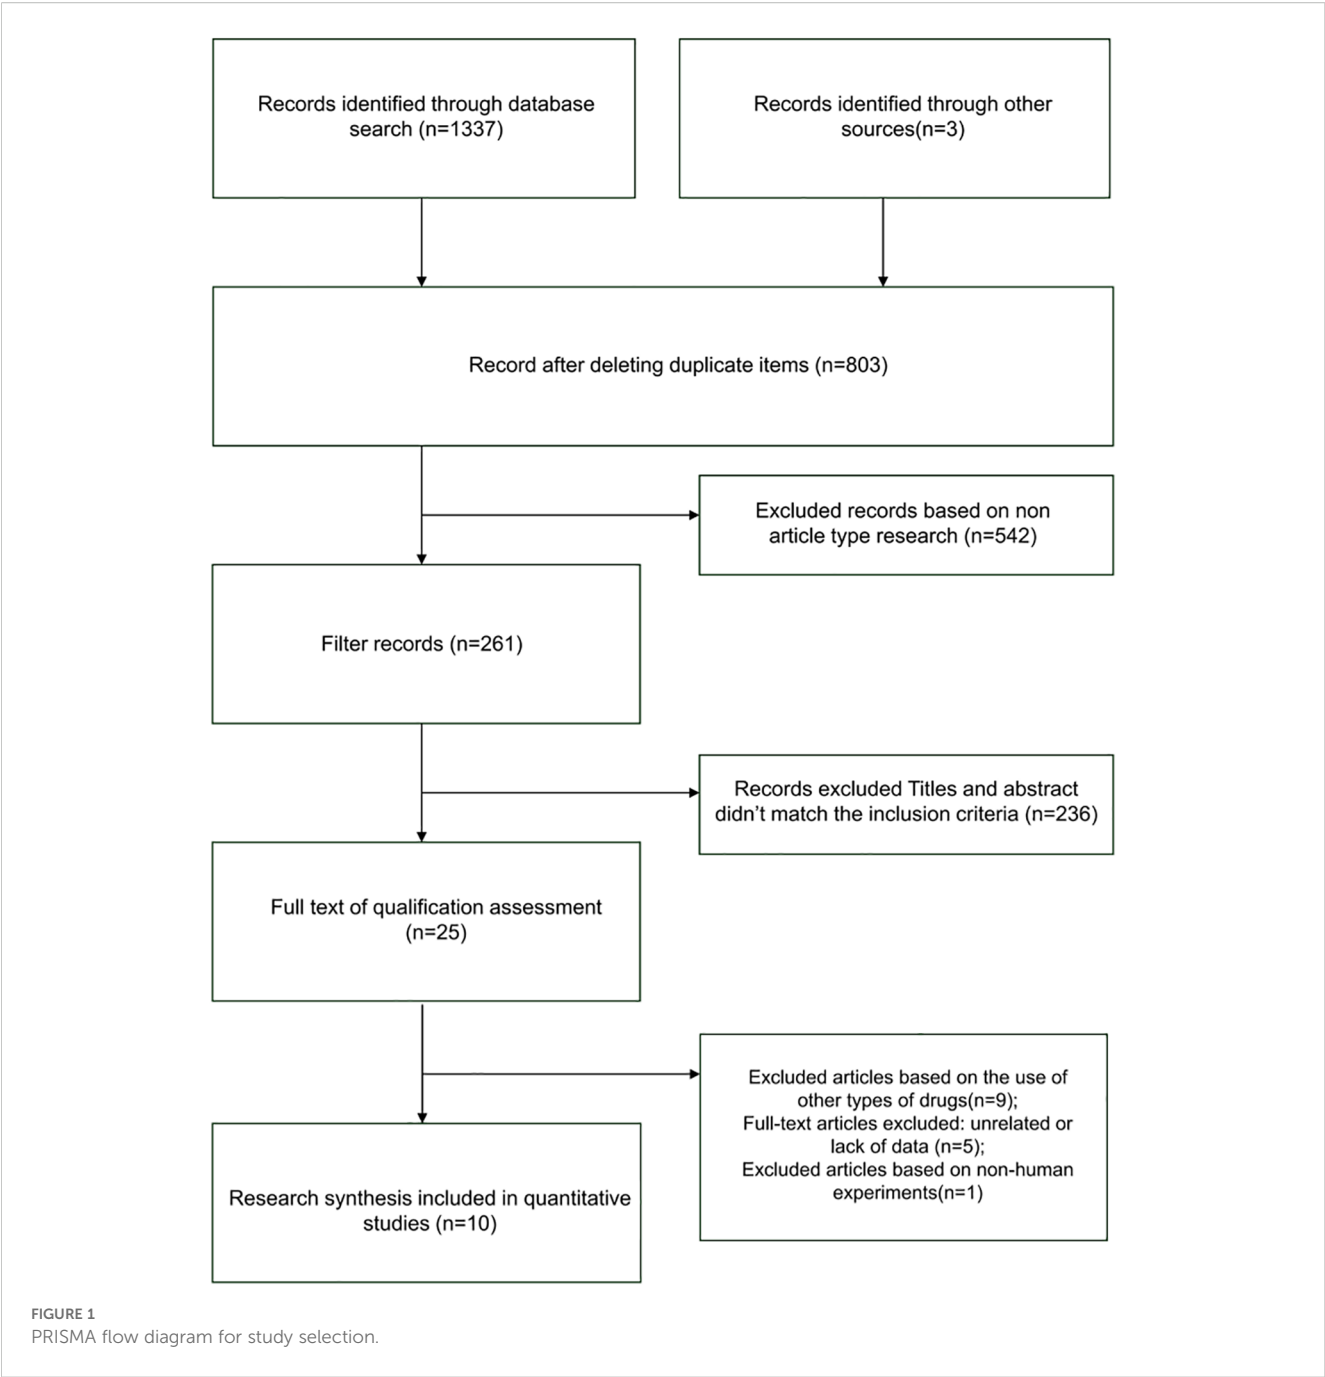 Records identified through database
search (n=1337)
Records identified through other
sources(n=3)
Record after deleting duplicate items (n=803)
Excluded records based on non
article type research (n=542)
Filter records (n=261)
Records excluded Titles and abstract
didn’t match the inclusion criteria (n=236)
Full text of qualification assessment
(n=25)
Excluded articles based on the use of
other types of drugs(n=9);
Full-text articles excluded: unrelated or
lack of data (n=5);
Excluded articles based on non-human
experiments(n=1)
Research synthesis included in quantitative
studies (n=10)
FIGURE 1
PRISMA flow diagram for study selection.